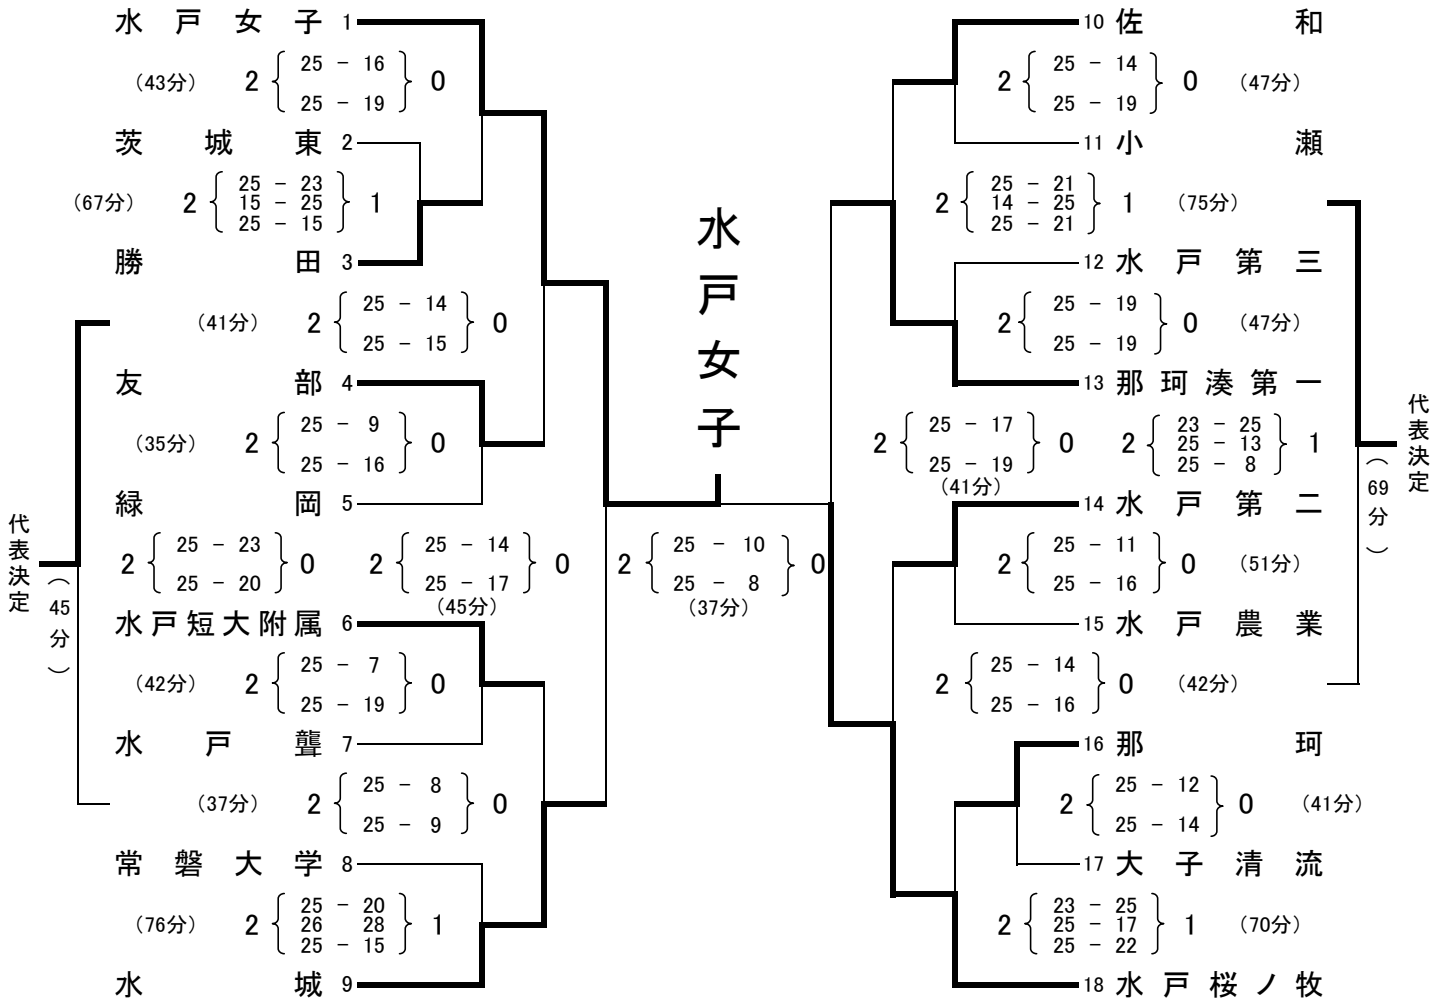 水戸女子 1
(43分) 2 25 － 16 0
25 － 19
茨城東 2
(67分) 2 25 － 23 1
15 － 25
25 － 15
勝田 3
(41分) 2 25 － 14 0
25 － 15
友部 4
(35分) 2 25 － 9 0
25 － 16
緑岡 5
代表決定
(45分)
2 25 － 23 0
25 － 20
2 25 － 14 0
25 － 17
(45分)
水戸短大附属 6
(42分) 2 25 － 7 0
25 － 19
水戸聾 7
(37分) 2 25 － 8 0
25 － 9
常磐大学 8
(76分) 2 25 － 20 1
26 28
25 － 15
水城 9
水戸女子
2 25 － 10 0
25 － 8
(37分)
10 佐和
2 25 － 14 0 (47分)
25 － 19
11 小瀬
2 25 － 21 1 (75分)
14 － 25
25 － 21
12 水戸第三
2 25 － 19 0 (47分)
25 － 19
13 那珂湊第一
2 25 － 17 0
25 － 19
(41分)
2 23 － 25 1
25 － 13
25 － 8
代表決定
(69分)
14 水戸第二
2 25 － 11 0 (51分)
25 － 16
15 水戸農業
2 25 － 14 0 (42分)
25 － 16
16 那珂
2 25 － 12 0 (41分)
25 － 14
17 大子清流
2 23 － 25 1 (70分)
25 － 17
25 － 22
18 水戸桜ノ牧